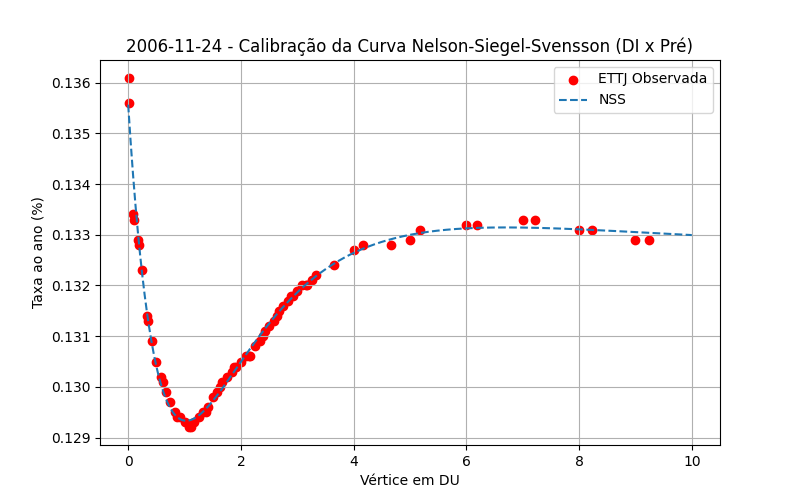 2006-11-24 - Calibração da Curva Nelson-Siegel-Svensson (DI x Pré)
ETTJ Observada
NSS
Taxa ao ano (%)
0.136
0.135
0.134
0.133
0.132
0.131
0.130
0.129
0 2 4 6 8 10
Vértice em DU